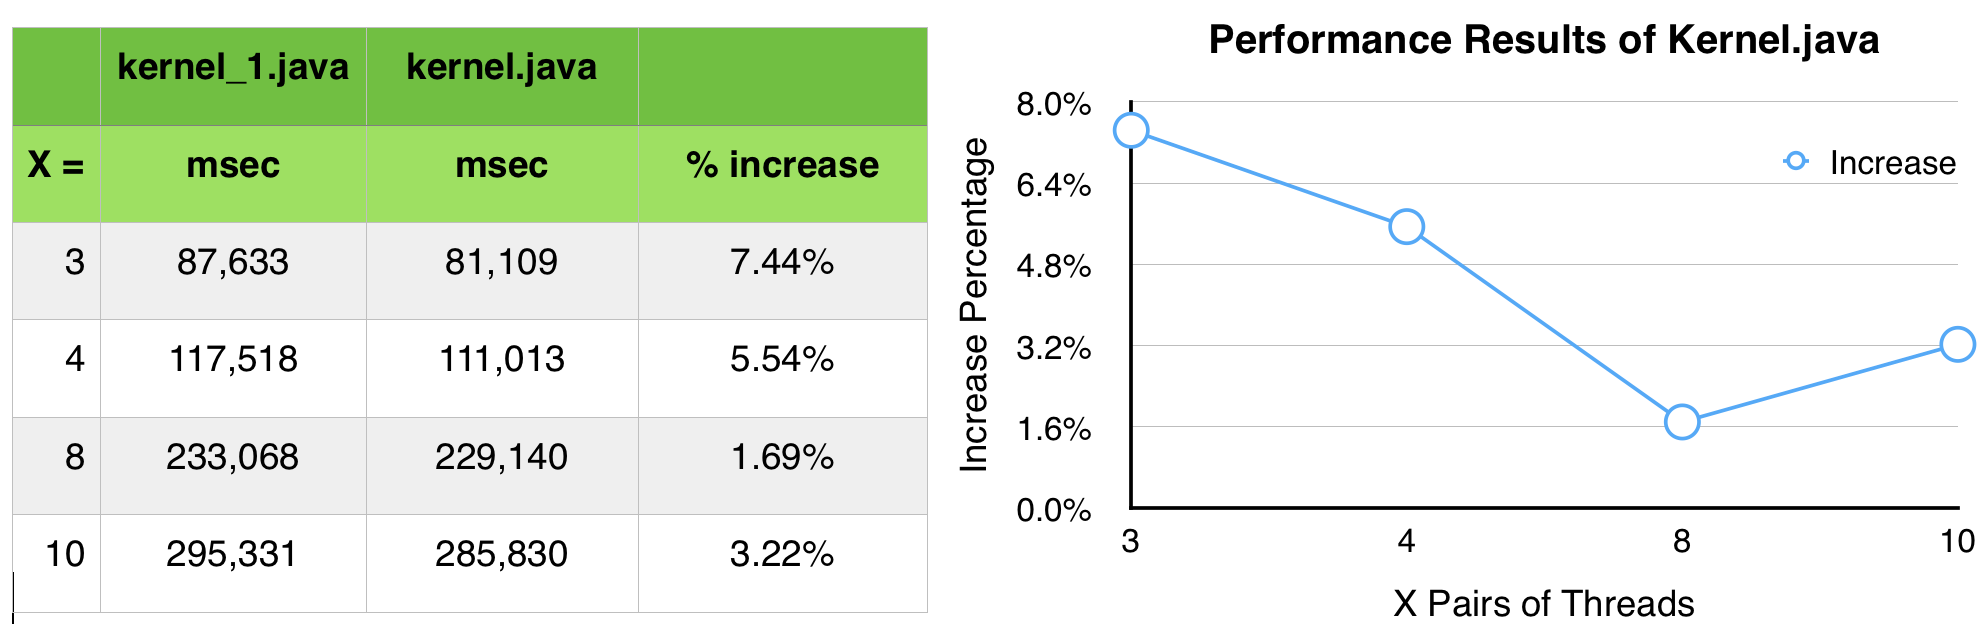 kernel_1.java kernel.java
X = msec msec % increase
3 87,633 81,109 7.44%
4 117,518 111,013 5.54%
8 233,068 229,140 1.69%
10 295,331 285,830 3.22%
Performance Results of Kernel.java
Increase Percentage
8.0%
6.4%
4.8%
3.2%
1.6%
0.0%
Increase
3 4 8 10
X Pairs of Threads